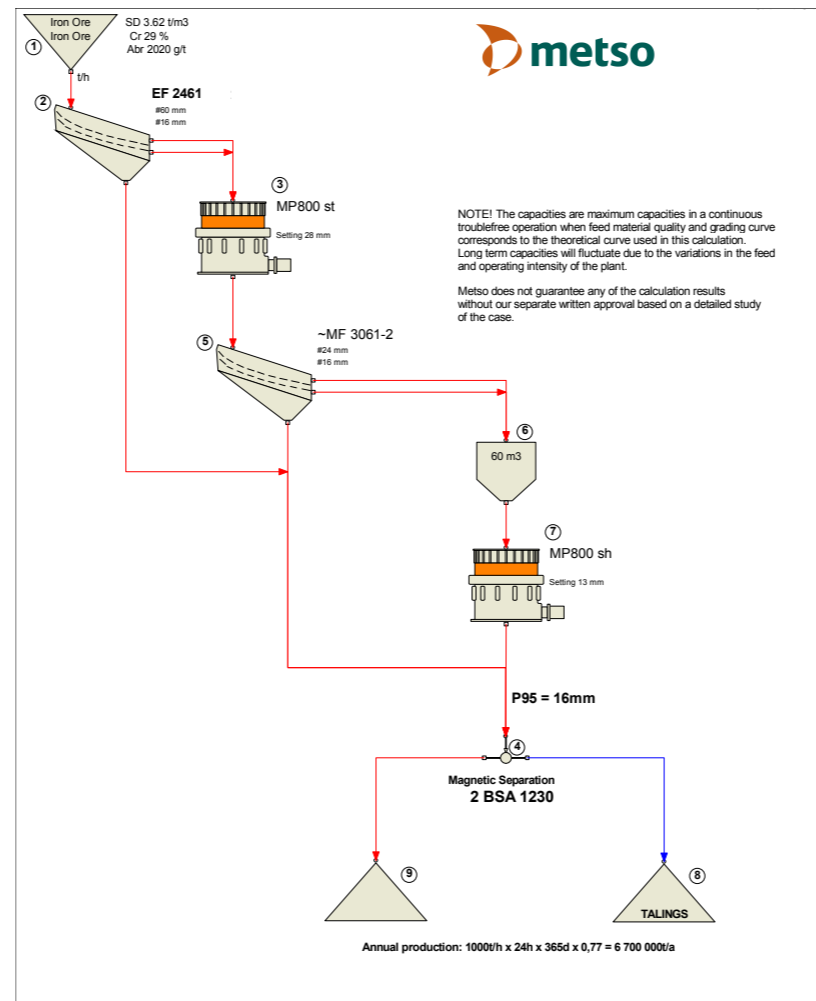 Iron Ore
Iron Ore
SD 3.62 t/m3
Cr 29 %
Abr 2020 g/t
1
t/h
metso
2
EF 2461
#60 mm
#16 mm
3
MP800 st
Setting 28 mm
NOTE! The capacities are maximum capacities in a continuous
troublefree operation when feed material quality and grading curve
corresponds to the theoretical curve used in this calculation.
Long term capacities will fluctuate due to the variations in the feed
and operating intensity of the plant.
Metso does not guarantee any of the calculation results
without our separate written approval based on a detailed study
of the case.
5
~MF 3061-2
#24 mm
#16 mm
6
60 m3
7
MP800 sh
Setting 13 mm
P95 = 16mm
4
Magnetic Separation
2 BSA 1230
9
8
TALINGS
Annual production: 1000t/h x 24h x 365d x 0,77 = 6 700 000t/a